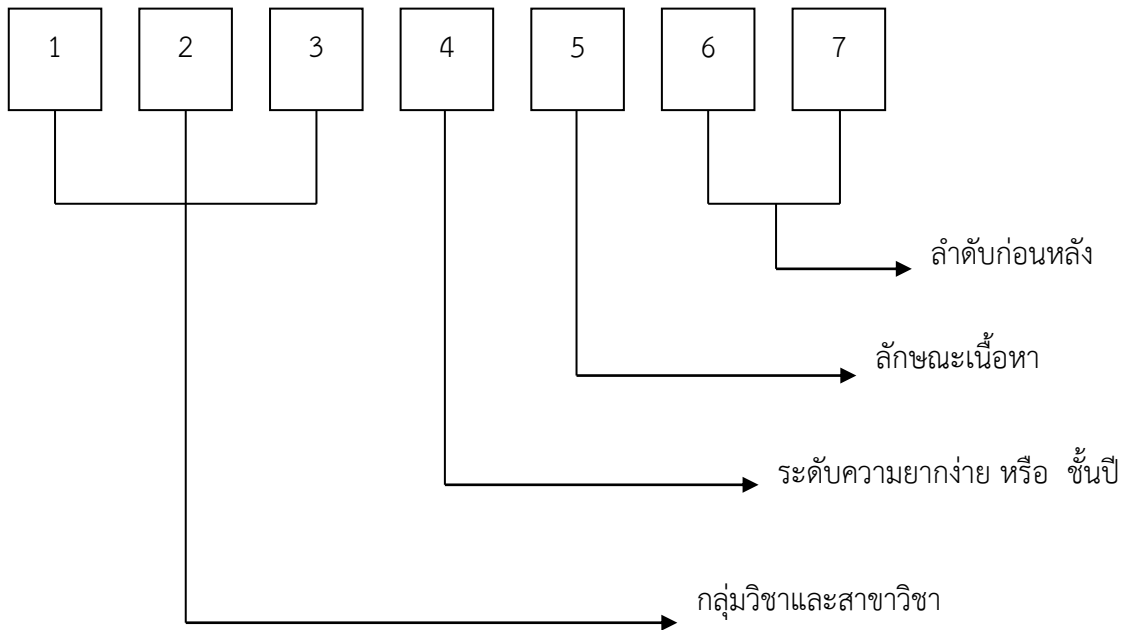 1 2 3 4 5 6 7
ลำดับก่อนหลัง
ลักษณะเนื้อหา
ระดับความยากง่าย หรือ ชั้นปี
กลุ่มวิชาและสาขาวิชา